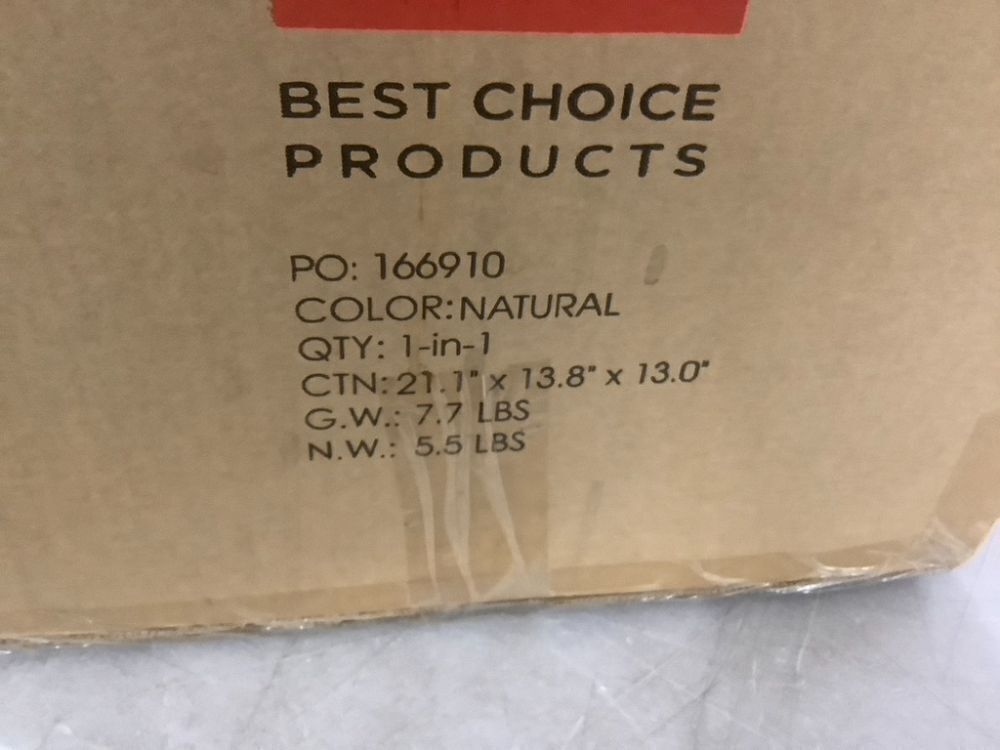 BEST CHOICE
PRODUCTS
PO: 166910
COLOR:NATURAL
QTY: 1-in-1
CTN: 21.1" x 13.8" x 13.0"
G.W.: 7.7 LBS
N.W.: 5.5 LBS